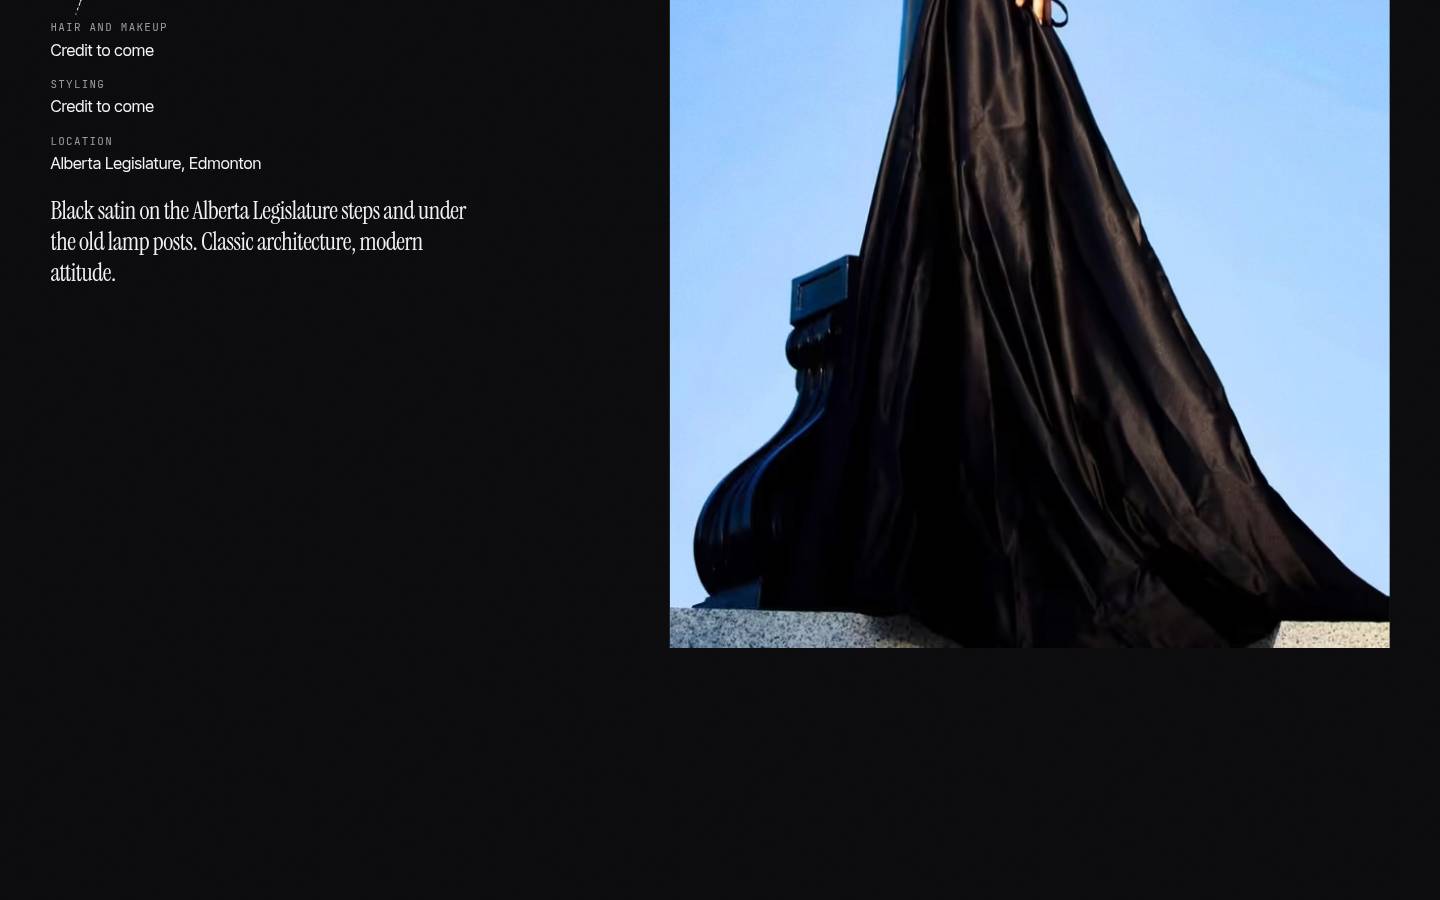 HAIR AND MAKEUP
Credit to come
STYLING
Credit to come
LOCATION
Alberta Legislature, Edmonton
Black satin on the Alberta Legislature steps and under
the old lamp posts. Classic architecture, modern
attitude.